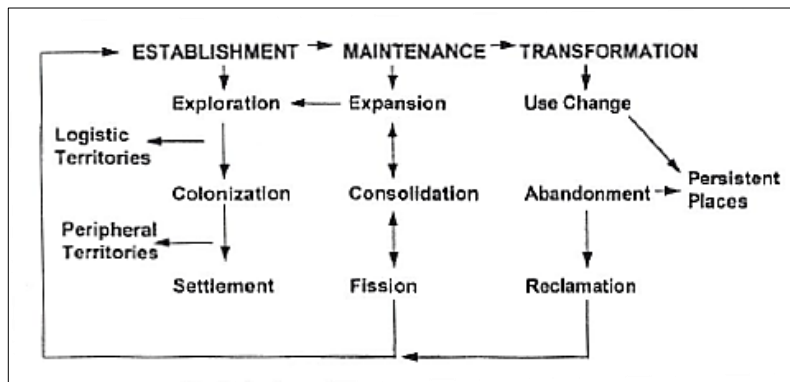 ESTABLISHMENT MAINTENANCE TRANSFORMATION
Exploration Expansion Use Change
Logistic
Territories
Colonization Consolidation Abandonment
Persistent
Places
Peripheral
Territories
Settlement Fission Reclamation